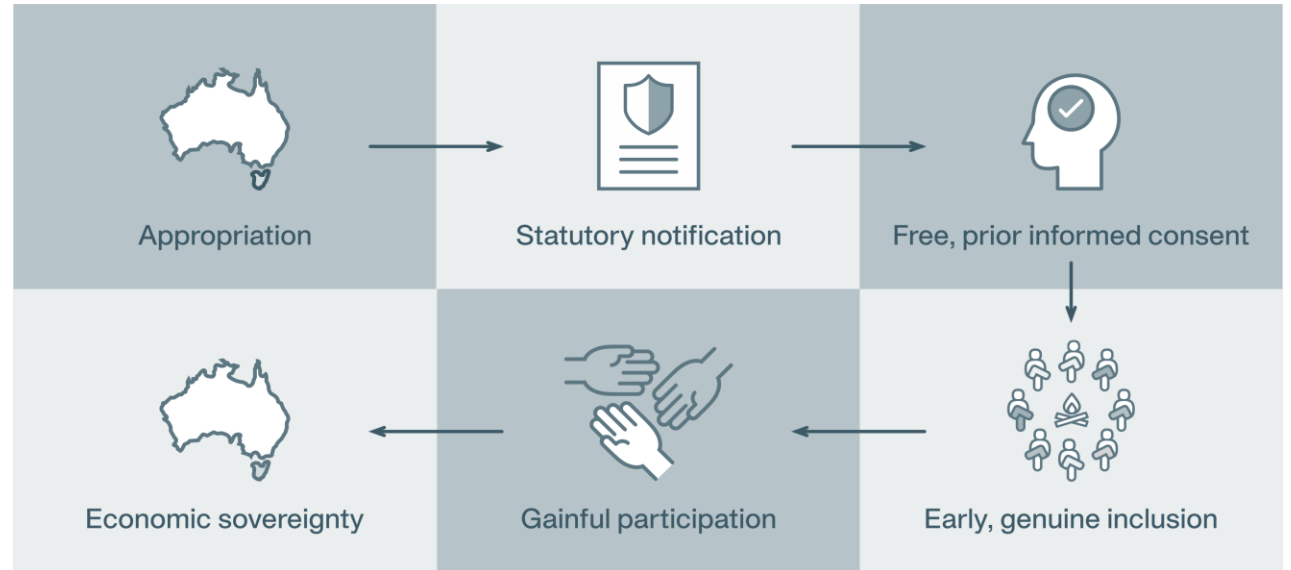 Appropriation
Statutory notification
Free, prior informed consent
Early, genuine inclusion
Gainful participation
Economic sovereignty